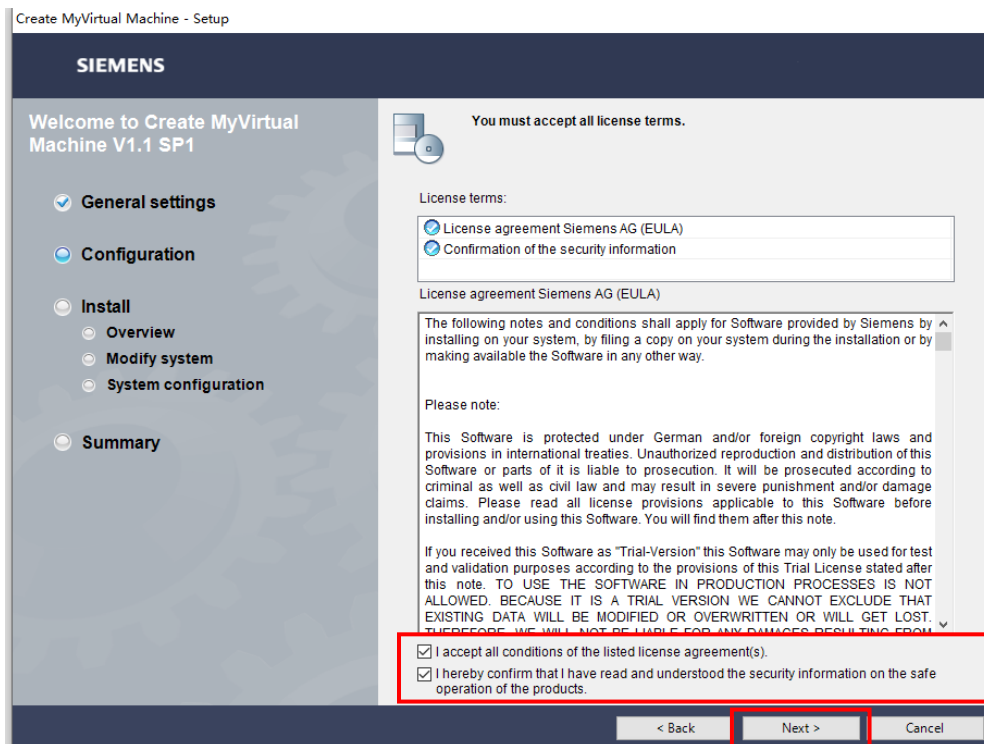 Create MyVirtual Machine - Setup
SIEMENS
Welcome to Create MyVirtual
Machine V1.1 SP1
General settings
Configuration
Install
Overview
Modify system
System configuration
Summary
You must accept all license terms.
License terms:
License agreement Siemens AG (EULA)
Confirmation of the security information
License agreement Siemens AG (EULA)
The following notes and conditions shall apply for Software provided by Siemens by
installing on your system, by filing a copy on your system during the installation or by
making available the Software in any other way.
Please note:
This Software is protected under German and/or foreign copyright laws and
provisions in international treaties. Unauthorized reproduction and distribution of this
Software or parts of it is liable to prosecution. It will be prosecuted according to
criminal as well as civil law and may result in severe punishment and/or damage
claims. Please read all license provisions applicable to this Software before
installing and/or using this Software. You will find them after this note.
If you received this Software as "Trial-Version" this Software may only be used for test
and validation purposes according to the provisions of this Trial License stated after
this note. TO USE THE SOFTWARE IN PRODUCTION PROCESSES IS NOT
ALLOWED. BECAUSE IT IS A TRIAL VERSION WE CANNOT EXCLUDE THAT
EXISTING DATA WILL BE MODIFIED OR OVERWRITTEN OR WILL GET LOST.
THEREFORE, WE WILL NOT BE LIABLE FOR ANY DAMAGES RESULTING FROM
I accept all conditions of the listed license agreement(s).
I hereby confirm that I have read and understood the security information on the safe
operation of the products.
< Back
Next >
Cancel